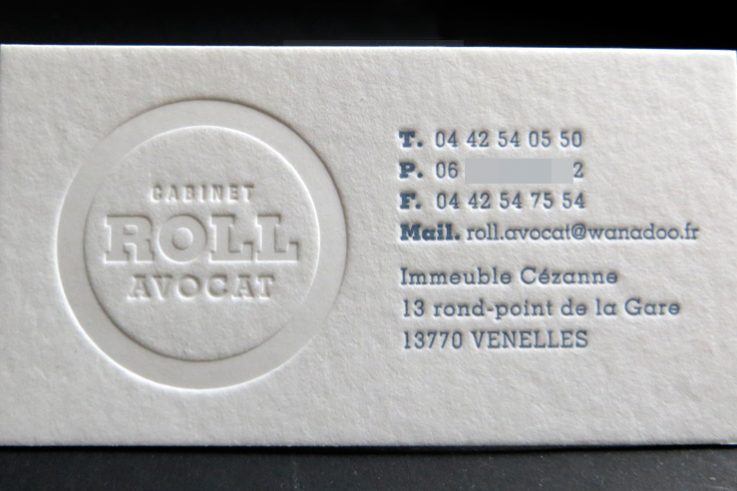 CABINET
ROLL
AVOCAT
T. 04 42 54 05 50
P. 06 2
F. 04 42 54 75 54
Mail. roll.avocat@wanadoo.fr
Immeuble Cézanne
13 rond-point de la Gare
13770 VENELLES